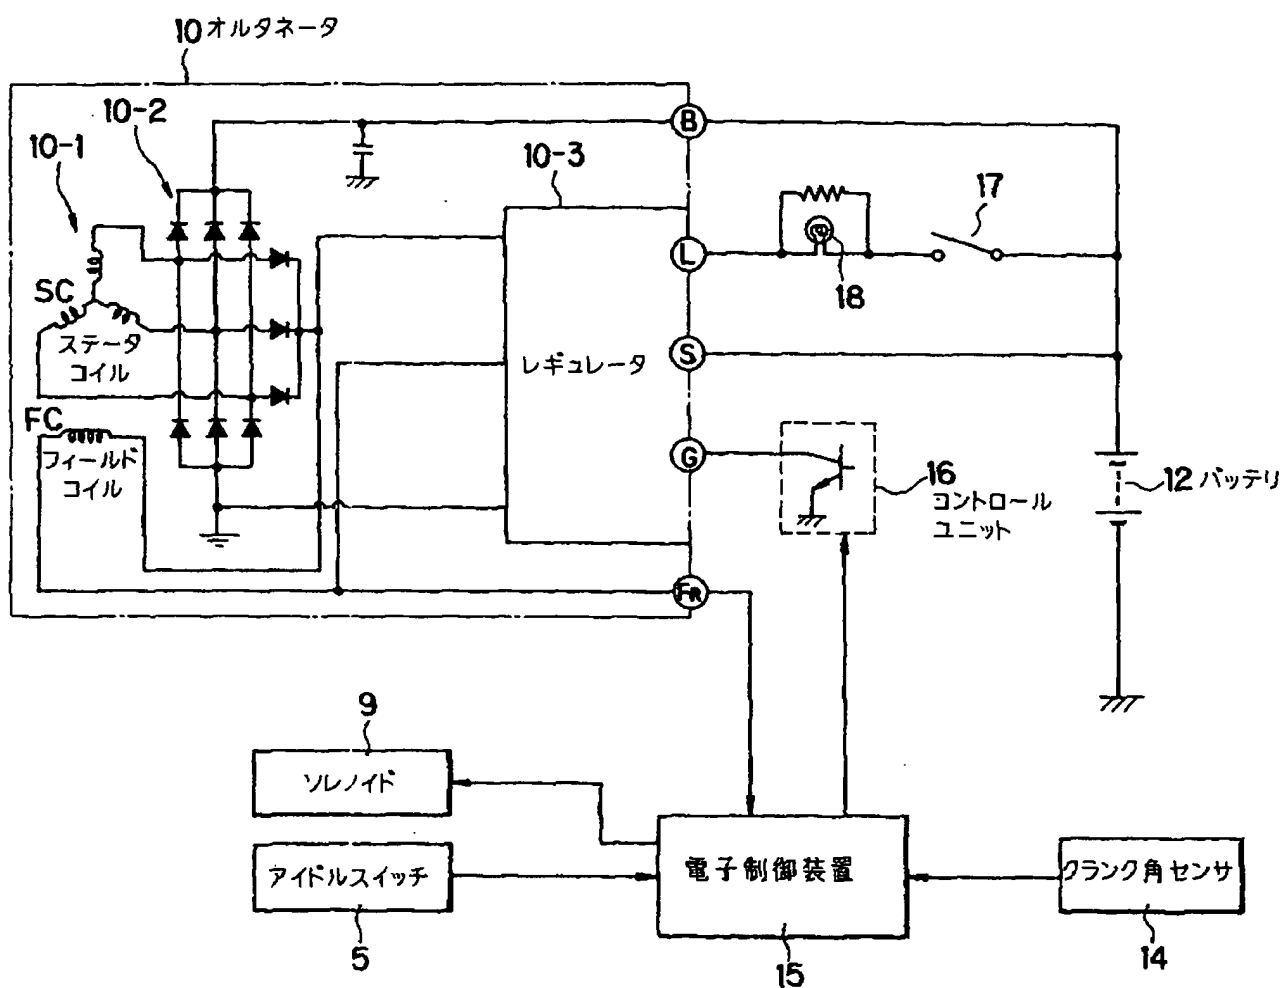 10 オルタネータ
10-2
10-1
10-3
B
17
L
18
SC
ステータ
コイル
S
レギュレータ
FC
フィールド
コイル
G
16
コントロール
ユニット
12 バッテリ
FR
9
ソレノイド
アイドルスイッチ
電子制御装置
クランク角センサ
5
15
14